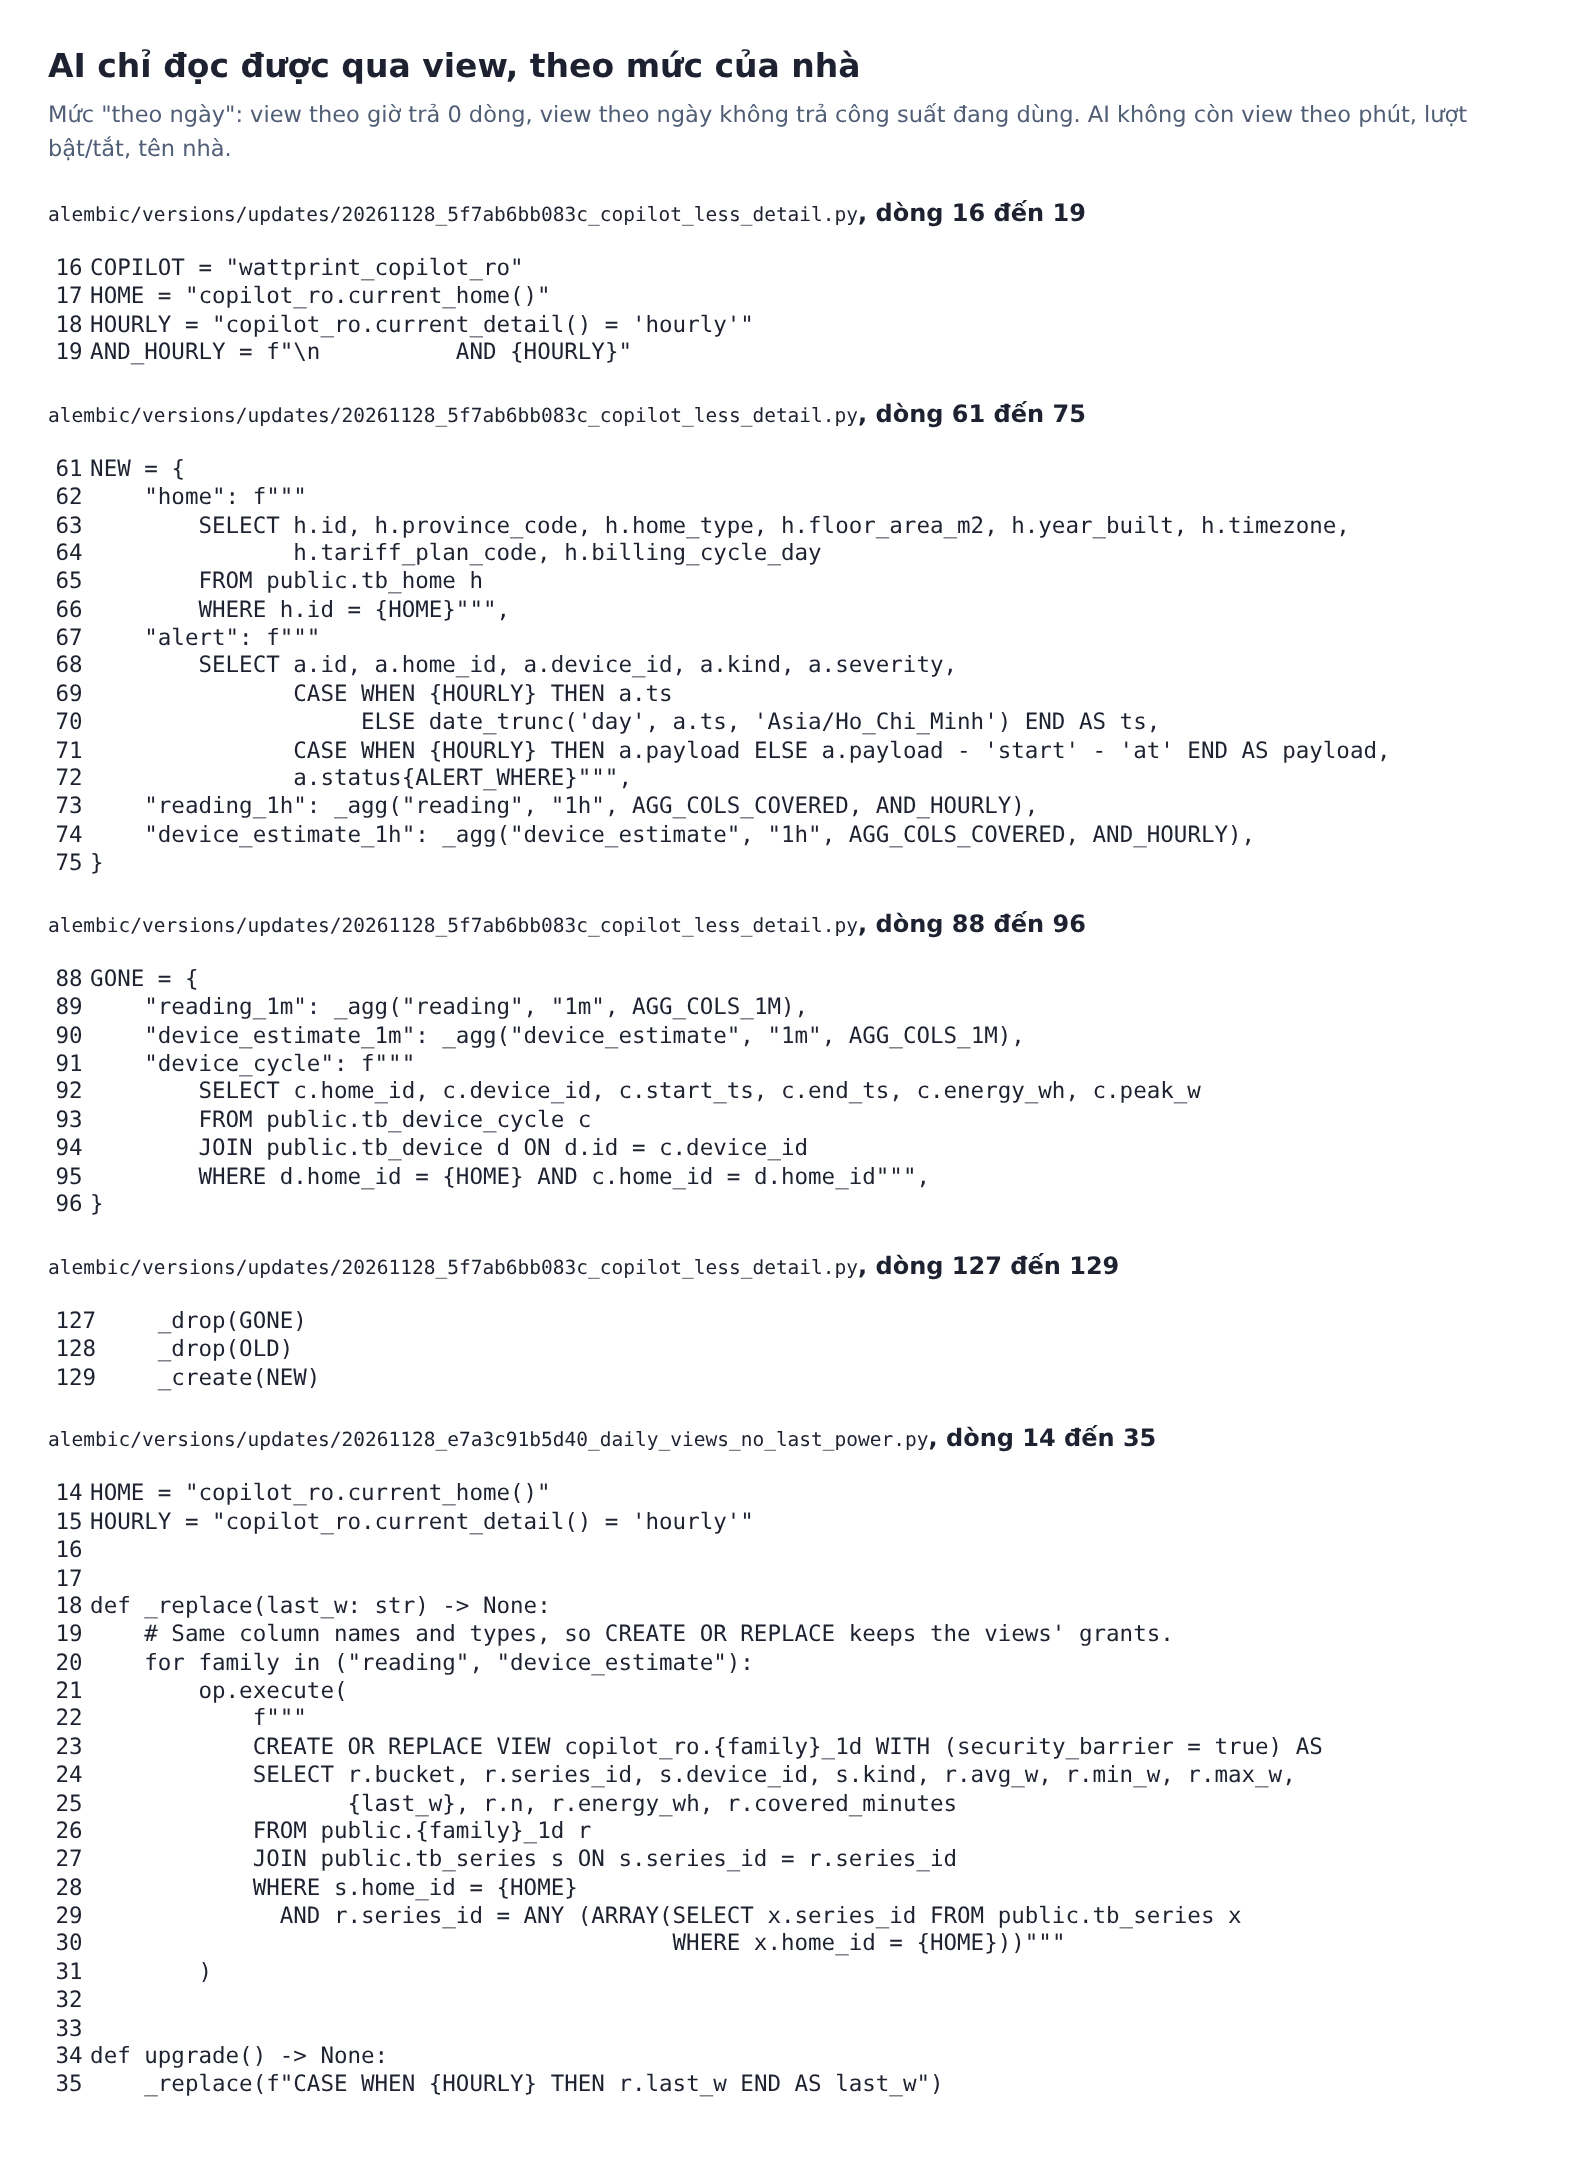 AI chỉ đọc được qua view, theo mức của nhà
Mức "theo ngày": view theo giờ trả 0 dòng, view theo ngày không trả công suất đang dùng. AI không còn view theo phút, lượt
bật/tắt, tên nhà.
alembic/versions/updates/20261128_5f7ab6bb083c_copilot_less_detail.py, dòng 16 đến 19
16 COPILOT = "wattprint_copilot_ro"
17 HOME = "copilot_ro.current_home()"
18 HOURLY = "copilot_ro.current_detail() = 'hourly'"
19 AND_HOURLY = f"\n          AND {HOURLY}"
alembic/versions/updates/20261128_5f7ab6bb083c_copilot_less_detail.py, dòng 61 đến 75
61 NEW = {
62     "home": f"""
63         SELECT h.id, h.province_code, h.home_type, h.floor_area_m2, h.year_built, h.timezone,
64                h.tariff_plan_code, h.billing_cycle_day
65         FROM public.tb_home h
66         WHERE h.id = {HOME}""",
67     "alert": f"""
68         SELECT a.id, a.home_id, a.device_id, a.kind, a.severity,
69                CASE WHEN {HOURLY} THEN a.ts
70                     ELSE date_trunc('day', a.ts, 'Asia/Ho_Chi_Minh') END AS ts,
71                CASE WHEN {HOURLY} THEN a.payload ELSE a.payload - 'start' - 'at' END AS payload,
72                a.status{ALERT_WHERE}""",
73     "reading_1h": _agg("reading", "1h", AGG_COLS_COVERED, AND_HOURLY),
74     "device_estimate_1h": _agg("device_estimate", "1h", AGG_COLS_COVERED, AND_HOURLY),
75 }
alembic/versions/updates/20261128_5f7ab6bb083c_copilot_less_detail.py, dòng 88 đến 96
88 GONE = {
89     "reading_1m": _agg("reading", "1m", AGG_COLS_1M),
90     "device_estimate_1m": _agg("device_estimate", "1m", AGG_COLS_1M),
91     "device_cycle": f"""
92         SELECT c.home_id, c.device_id, c.start_ts, c.end_ts, c.energy_wh, c.peak_w
93         FROM public.tb_device_cycle c
94         JOIN public.tb_device d ON d.id = c.device_id
95         WHERE d.home_id = {HOME} AND c.home_id = d.home_id""",
96 }
alembic/versions/updates/20261128_5f7ab6bb083c_copilot_less_detail.py, dòng 127 đến 129
127     _drop(GONE)
128     _drop(OLD)
129     _create(NEW)
alembic/versions/updates/20261128_e7a3c91b5d40_daily_views_no_last_power.py, dòng 14 đến 35
14 HOME = "copilot_ro.current_home()"
15 HOURLY = "copilot_ro.current_detail() = 'hourly'"
16
17
18 def _replace(last_w: str) -> None:
19     # Same column names and types, so CREATE OR REPLACE keeps the views' grants.
20     for family in ("reading", "device_estimate"):
21         op.execute(
22             f"""
23             CREATE OR REPLACE VIEW copilot_ro.{family}_1d WITH (security_barrier = true) AS
24             SELECT r.bucket, r.series_id, s.device_id, s.kind, r.avg_w, r.min_w, r.max_w,
25                    {last_w}, r.n, r.energy_wh, r.covered_minutes
26             FROM public.{family}_1d r
27             JOIN public.tb_series s ON s.series_id = r.series_id
28             WHERE s.home_id = {HOME}
29               AND r.series_id = ANY (ARRAY(SELECT x.series_id FROM public.tb_series x
30                                            WHERE x.home_id = {HOME}))"""
31         )
32
33
34 def upgrade() -> None:
35     _replace(f"CASE WHEN {HOURLY} THEN r.last_w END AS last_w")